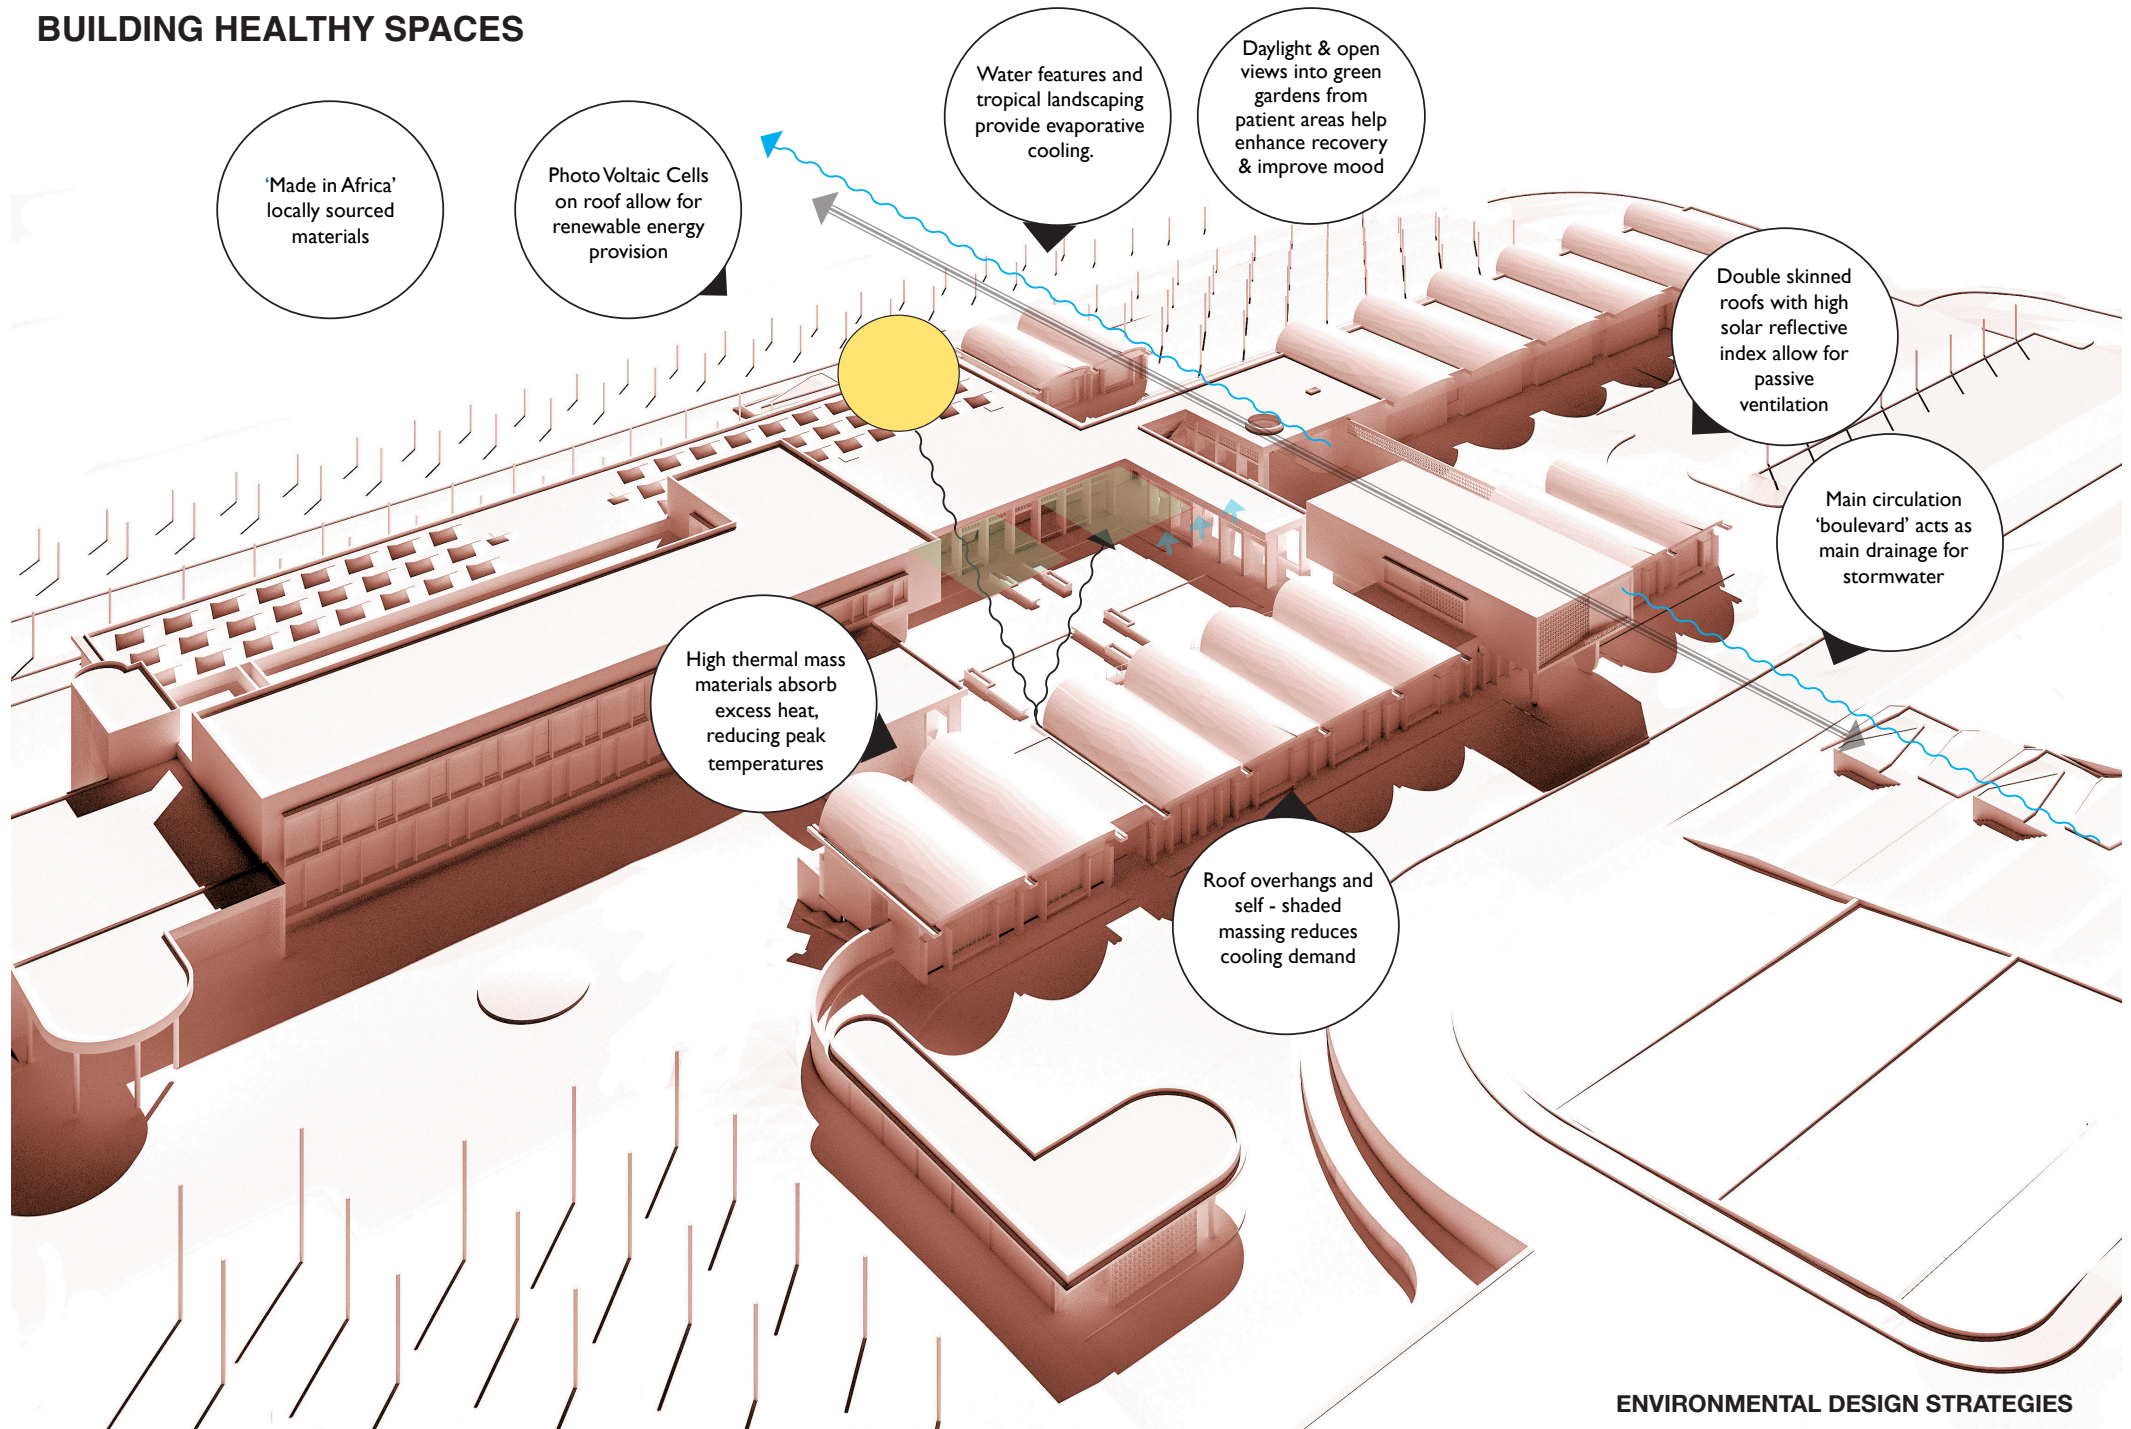 BUILDING HEALTHY SPACES
Water features and
tropical landscaping
provide evaporative
cooling.
Daylight & open
views into green
gardens from
patient areas help
enhance recovery
& improve mood
‘Made in Africa’
locally sourced
materials
Photo Voltaic Cells
on roof allow for
renewable energy
provision
Double skinned
roofs with high
solar reflective
index allow for
passive
ventilation
Main circulation
‘boulevard’ acts as
main drainage for
stormwater
High thermal mass
materials absorb
excess heat,
reducing peak
temperatures
Roof overhangs and
self - shaded
massing reduces
cooling demand
ENVIRONMENTAL DESIGN STRATEGIES